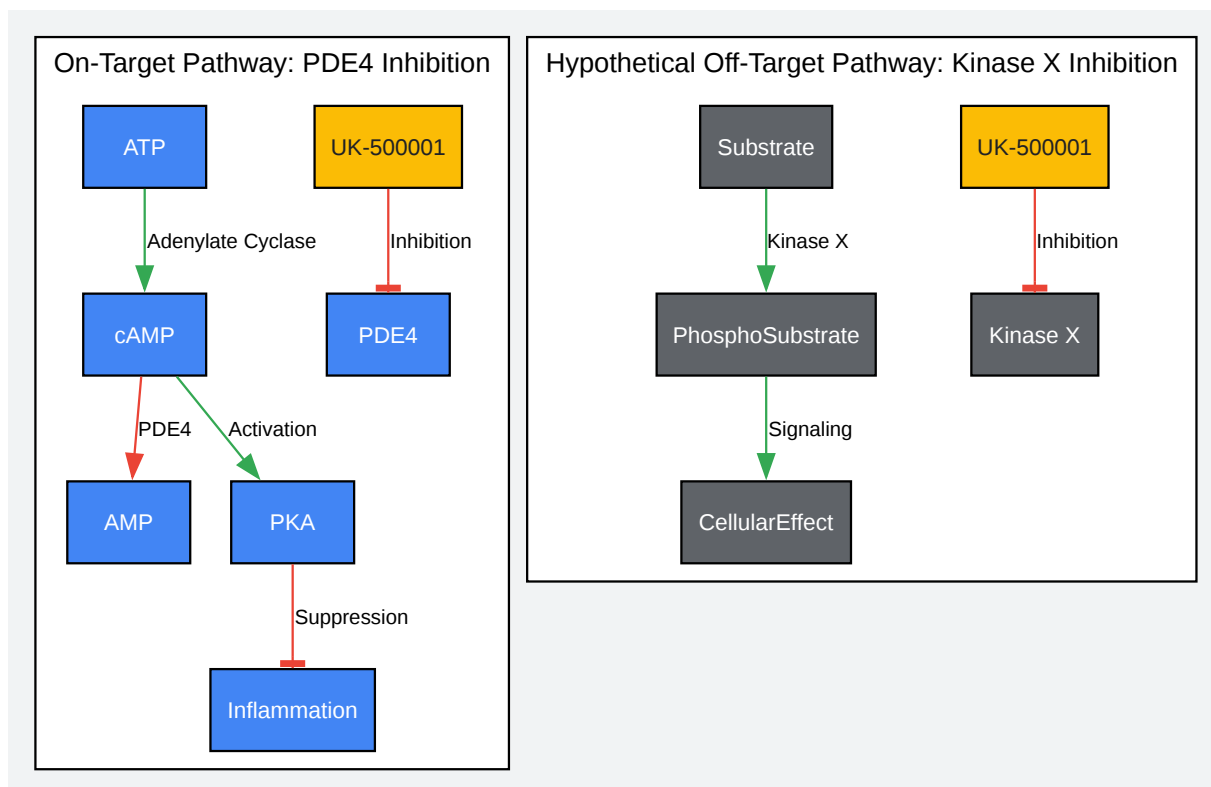 On-Target Pathway: PDE4 Inhibition
ATP
UK-500001
Adenylate Cyclase
Inhibition
cAMP
PDE4
PDE4
Activation
AMP
PKA
Suppression
Inflammation
Hypothetical Off-Target Pathway: Kinase X Inhibition
Substrate
UK-500001
Kinase X
Inhibition
PhosphoSubstrate
Kinase X
Signaling
CellularEffect